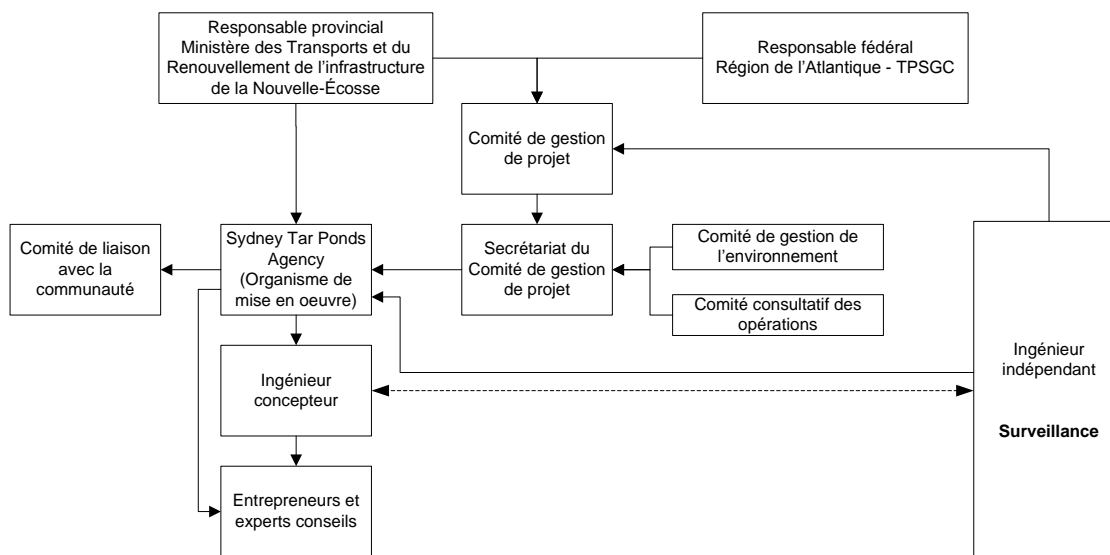 Responsable provincial
Ministère des Transports et du
Renouvellement de l'infrastructure
de la Nouvelle-Écosse
Responsable fédéral
Région de l'Atlantique - TPSGC
Comité de gestion
de projet
Comité de liaison
avec la
communauté
Sydney Tar Ponds
Agency
(Organisme de
mise en oeuvre)
Secrétariat du
Comité de gestion
de projet
Comité de gestion de
l'environnement
Comité consultatif des
opérations
Ingénieur
concepteur
Ingénieur
indépendant
Surveillance
Entrepreneurs et
experts conseils